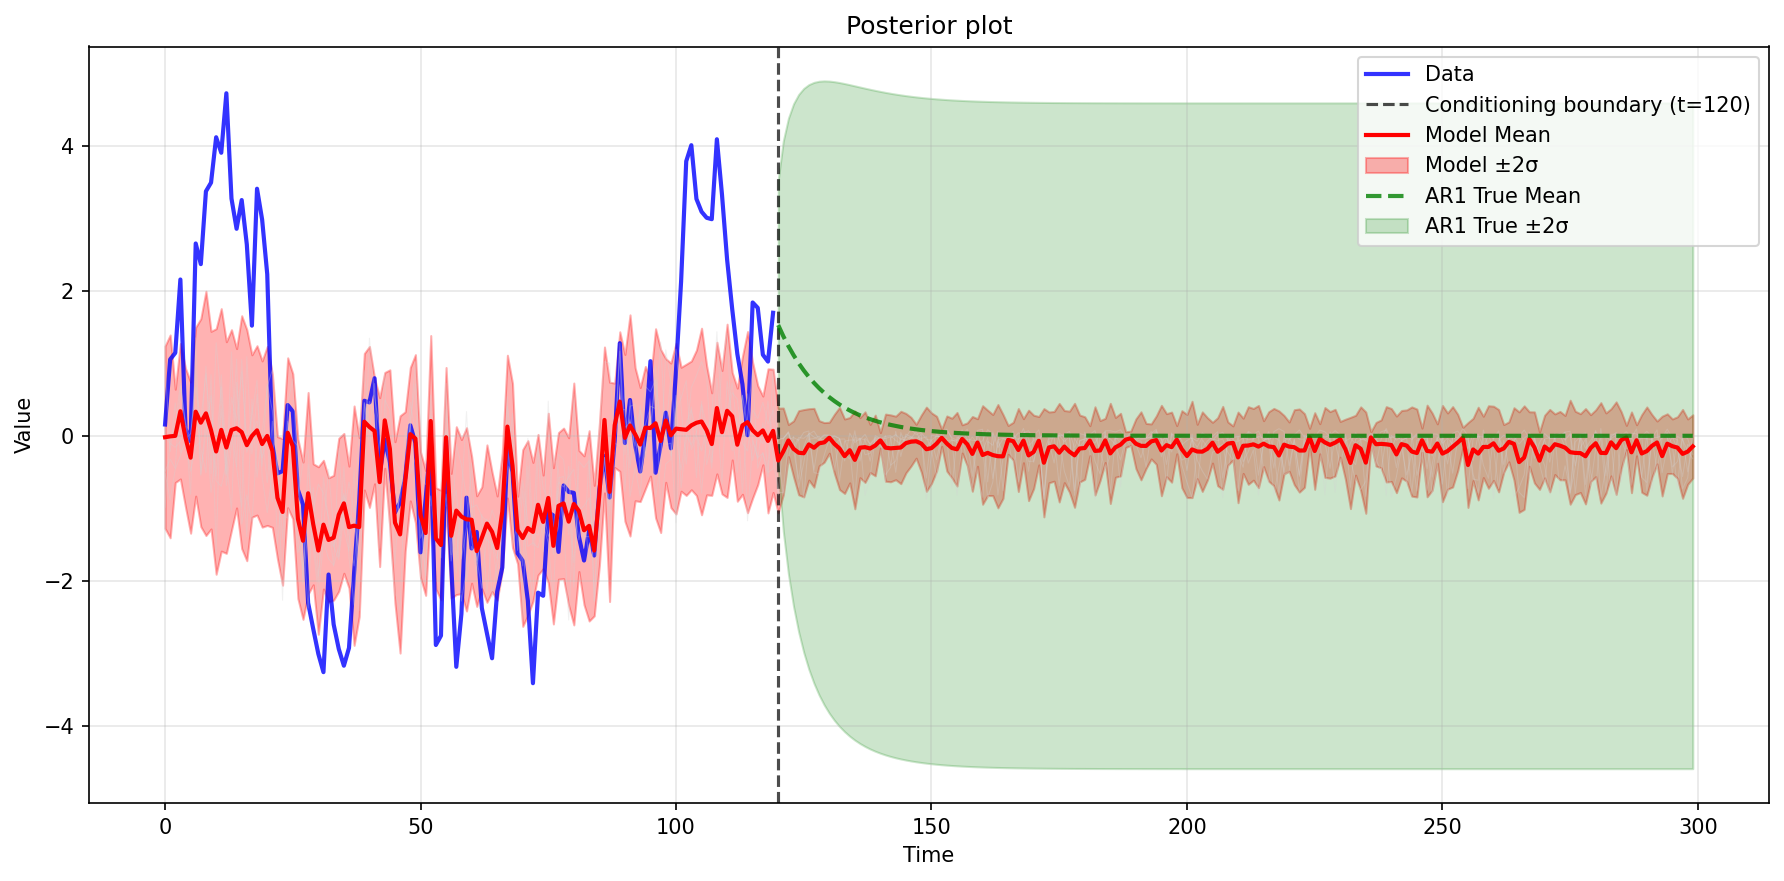 Posterior plot
Data
Conditioning boundary (t=120)
Model Mean
Model ±2σ
AR1 True Mean
AR1 True ±2σ
Value
4
2
0
−2
−4
0 50 100 150 200 250 300
Time